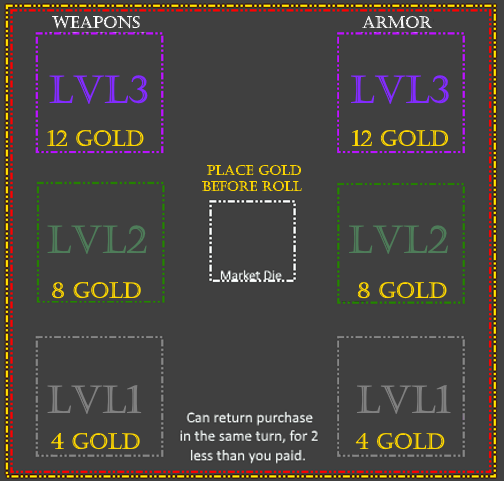 WEAPONS
ARMOR
LVL3
12 GOLD
LVL3
12 GOLD
PLACE GOLD
BEFORE ROLL
Market Die
LVL2
8 GOLD
LVL2
8 GOLD
LVL1
4 GOLD
LVL1
4 GOLD
Can return purchase
in the same turn, for 2
less than you paid.